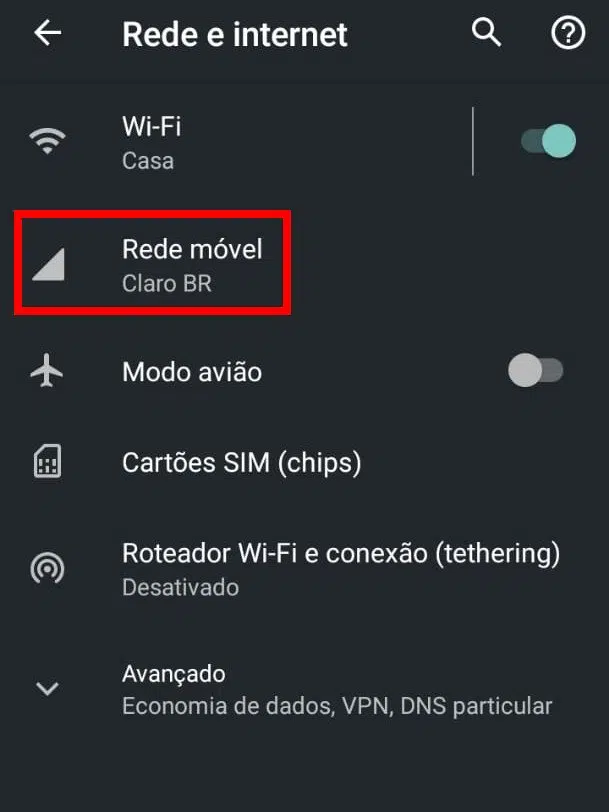 Rede e internet
Wi-Fi
Casa
Rede móvel
Claro BR
Modo avião
Cartões SIM (chips)
Roteador Wi-Fi e conexão (tethering)
Desativado
Avançado
Economia de dados, VPN, DNS particular